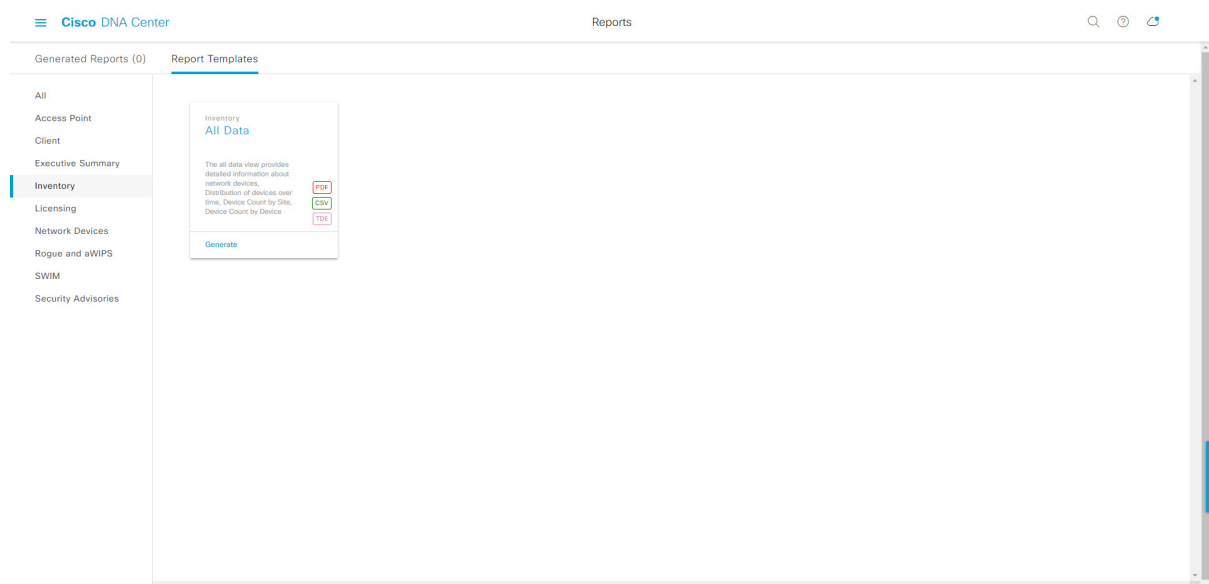 Cisco DNA Center
Reports
Generated Reports (0)
Report Templates
All
Access Point
Client
Executive Summary
Inventory
Licensing
Network Devices
Rogue and aWIPS
SWIM
Security Advisories
Inventory
All Data
The all data view provides
detailed information about
network devices,
Distribution of devices over
time, Device Count by Site,
Device Count by Device
PDF
CSV
TDE
Generate